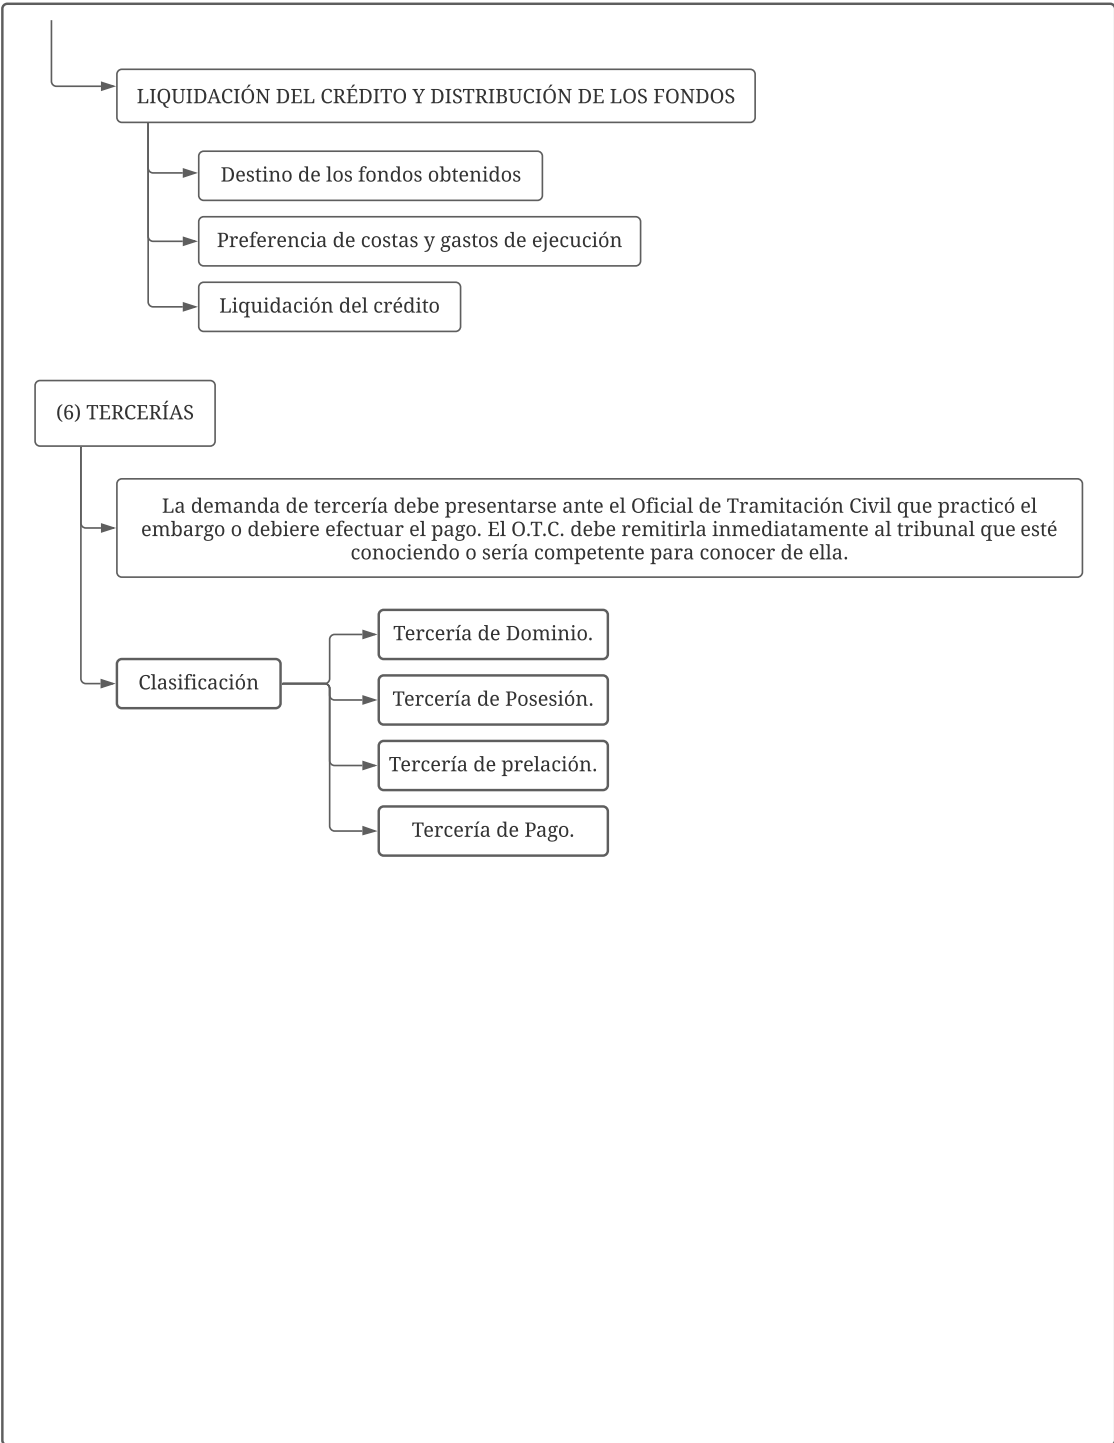 LIQUIDACIÓN DEL CRÉDITO Y DISTRIBUCIÓN DE LOS FONDOS
Destino de los fondos obtenidos
Preferencia de costas y gastos de ejecución
Liquidación del crédito
(6) TERCERÍAS
La demanda de tercería debe presentarse ante el Oficial de Tramitación Civil que practicó el
embargo o debiere efectuar el pago. El O.T.C. debe remitirla inmediatamente al tribunal que esté
conociendo o sería competente para conocer de ella.
Clasificación
Tercería de Dominio.
Tercería de Posesión.
Tercería de prelación.
Tercería de Pago.